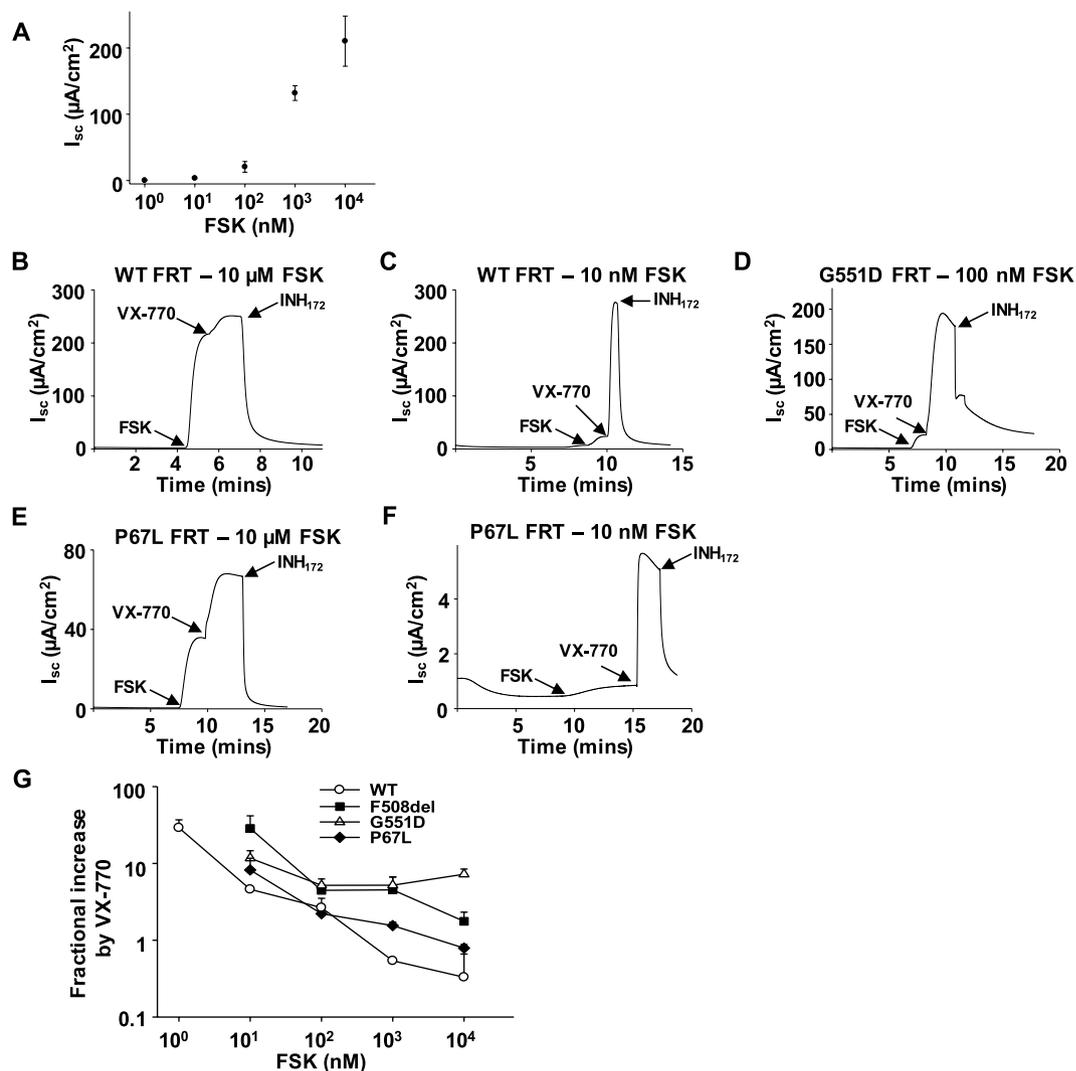 A
I_sc (µA/cm²)
200
100
0
10⁰ 10¹ 10² 10³ 10⁴
FSK (nM)
B
WT FRT – 10 µM FSK
I_sc (µA/cm²)
300
200
100
0
VX-770
INH₁₇₂
FSK
2 4 6 8 10
Time (mins)
C
WT FRT – 10 nM FSK
I_sc (µA/cm²)
300
200
100
0
INH₁₇₂
VX-770
FSK
5 10 15
Time (mins)
D
G551D FRT – 100 nM FSK
I_sc (µA/cm²)
200
150
100
50
0
INH₁₇₂
VX-770
FSK
5 10 15 20
Time (mins)
E
P67L FRT – 10 µM FSK
I_sc (µA/cm²)
80
40
0
INH₁₇₂
VX-770
FSK
5 10 15 20
Time (mins)
F
P67L FRT – 10 nM FSK
I_sc (µA/cm²)
4
2
0
INH₁₇₂
VX-770
FSK
5 10 15 20
Time (mins)
G
Fractional increase
by VX-770
100
10
1
0.1
WT
F508del
G551D
P67L
10⁰ 10¹ 10² 10³ 10⁴
FSK (nM)